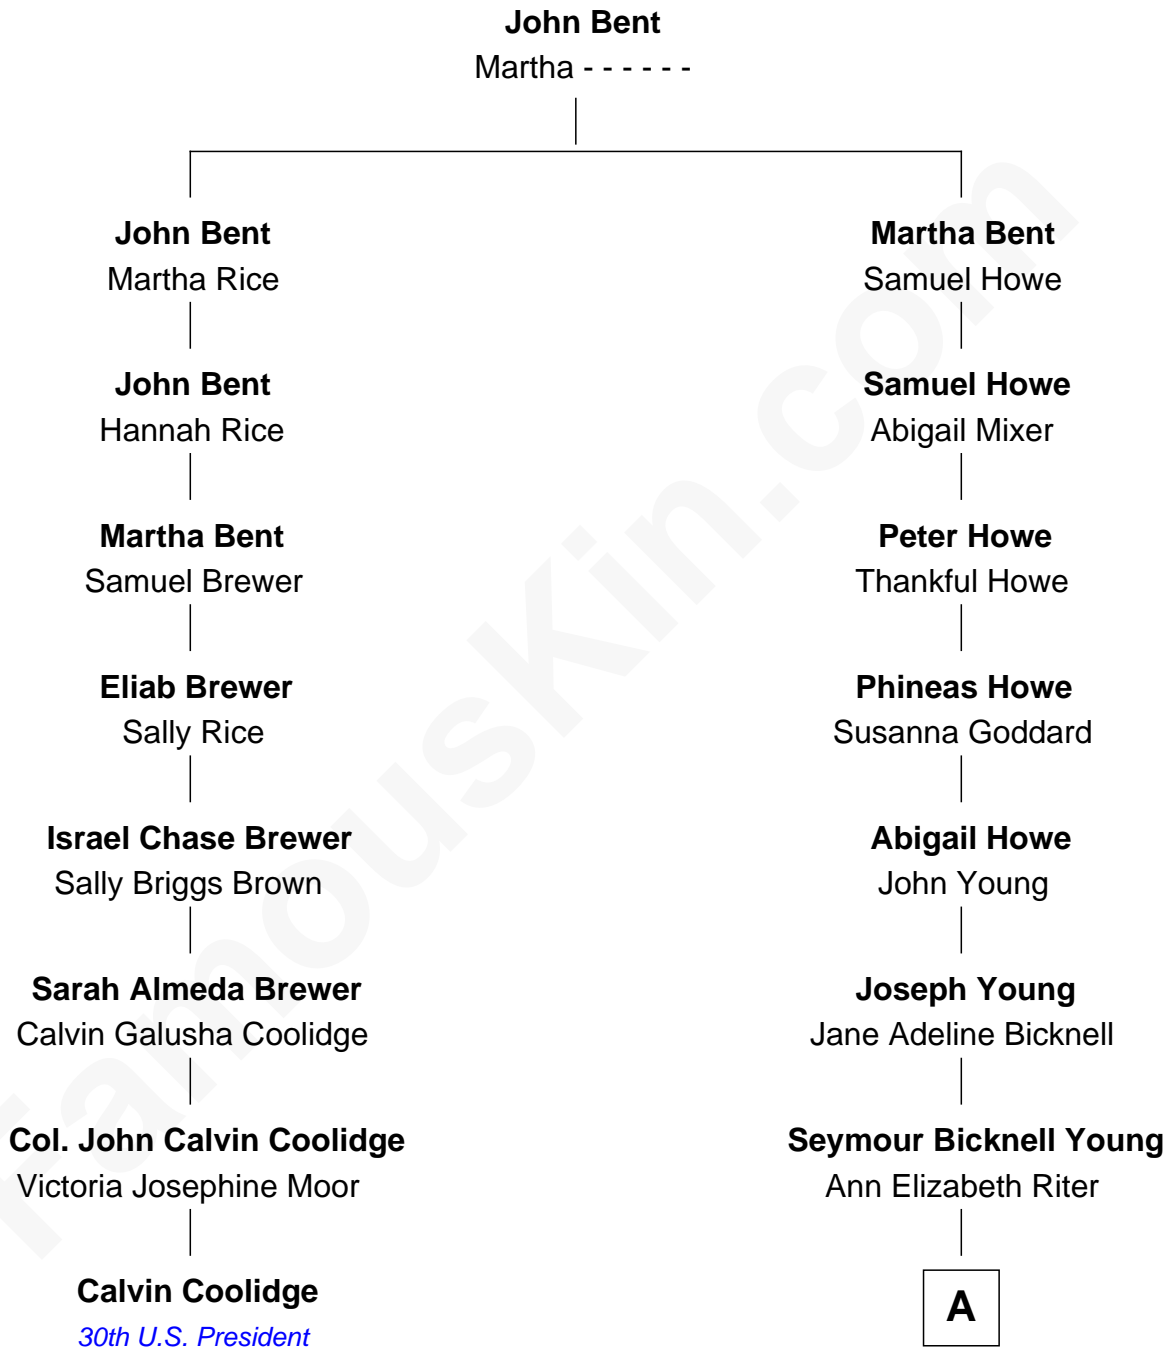 John Bent
Martha - - - - - -
John Bent
Martha Rice
Martha Bent
Samuel Howe
John Bent
Hannah Rice
Samuel Howe
Abigail Mixer
Martha Bent
Samuel Brewer
Peter Howe
Thankful Howe
Eliab Brewer
Sally Rice
Phineas Howe
Susanna Goddard
Israel Chase Brewer
Sally Briggs Brown
Abigail Howe
John Young
Sarah Almeda Brewer
Calvin Galusha Coolidge
Joseph Young
Jane Adeline Bicknell
Col. John Calvin Coolidge
Victoria Josephine Moor
Seymour Bicknell Young
Ann Elizabeth Riter
Calvin Coolidge
30th U.S. President
A
FamousKin.com